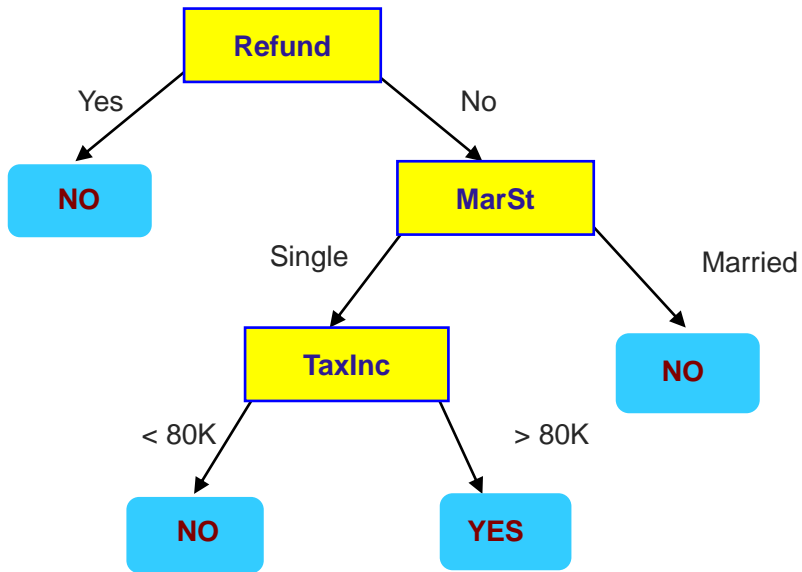 Refund
Yes
No
NO
MarSt
Single
Married
TaxInc
NO
< 80K
> 80K
NO
YES